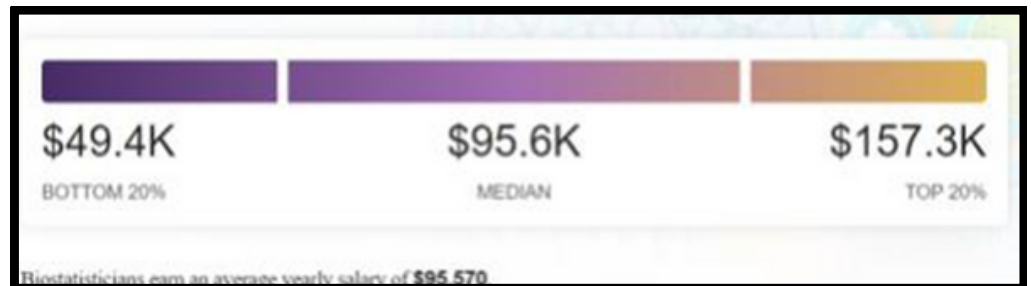 $49.4K $95.6K $157.3K
BOTTOM 20% MEDIAN TOP 20%
Biostatisticians earn an average yearly salary of $95,570.